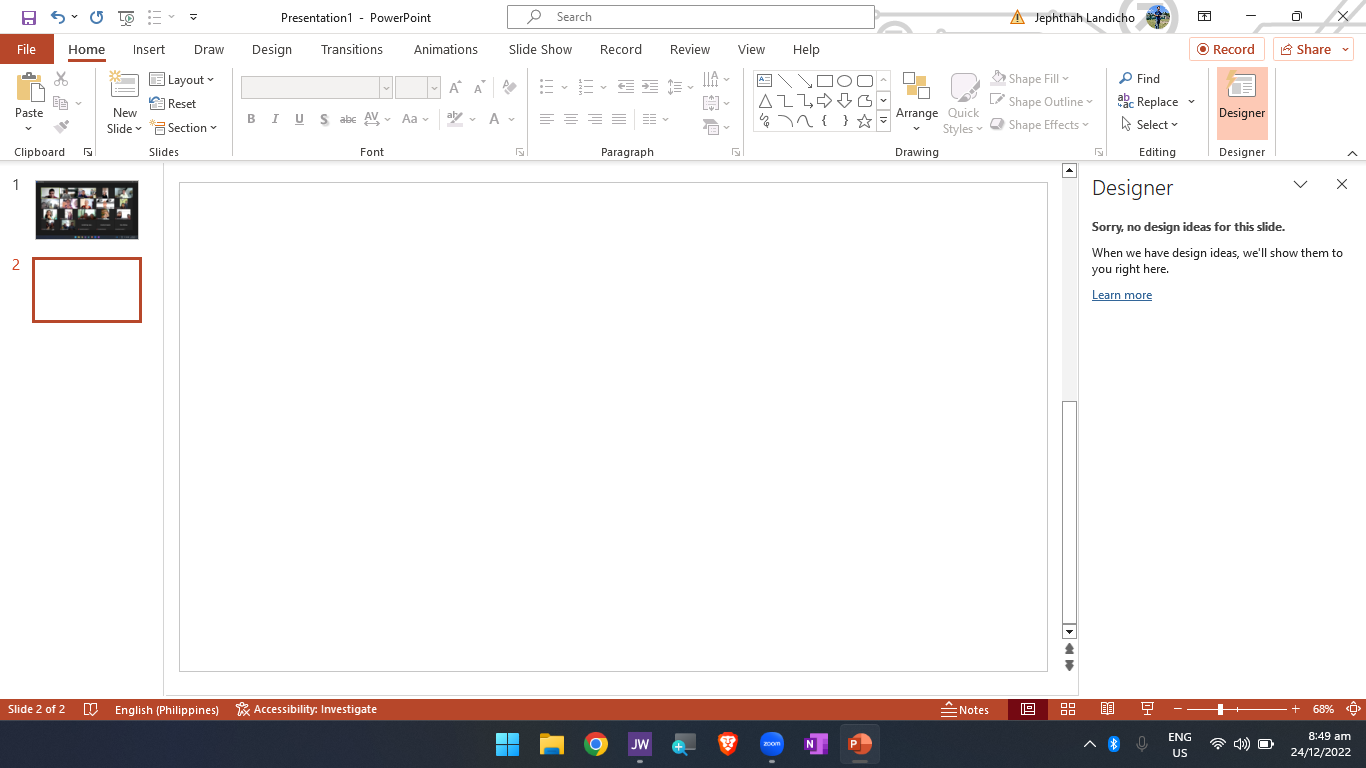 Presentation1 - PowerPoint
Search
Jephthah Landicho
File
Home
Insert
Draw
Design
Transitions
Animations
Slide Show
Record
Review
View
Help
Record
Share
Paste
New
Slide
Layout
Reset
Section
B
I
U
S
abc
AV
Aa
A
Arrange
Quick
Styles
Shape Fill
Shape Outline
Shape Effects
Find
Replace
Select
Designer
Clipboard
Slides
Font
Paragraph
Drawing
Editing
Designer
1
2
Designer
Sorry, no design ideas for this slide.
When we have design ideas, we'll show them to
you right here.
Learn more
Slide 2 of 2
English (Philippines)
Accessibility: Investigate
Notes
68%
JW
zoom
N
P
ENG
US
8:49 am
24/12/2022